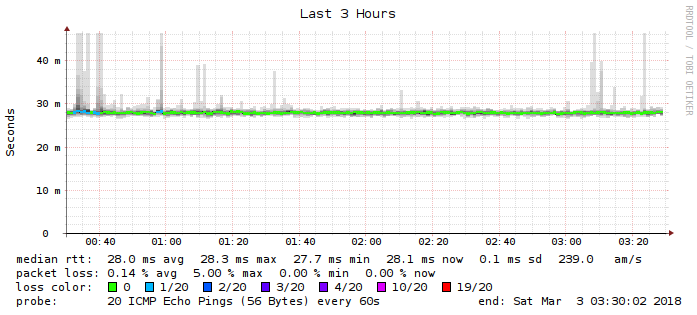 Last 3 Hours
RRDTOOL / TOBI OETIKER
Seconds
40 m
30 m
20 m
10 m
0
00:40 01:00 01:20 01:40 02:00 02:20 02:40 03:00 03:20
median rtt: 28.0 ms avg 28.3 ms max 27.7 ms min 28.1 ms now 0.1 ms sd 239.0 am/s
packet loss: 0.14 % avg 5.00 % max 0.00 % min 0.00 % now
loss color: 0 1/20 2/20 3/20 4/20 10/20 19/20
probe: 20 ICMP Echo Pings (56 Bytes) every 60s end: Sat Mar 3 03:30:02 2018